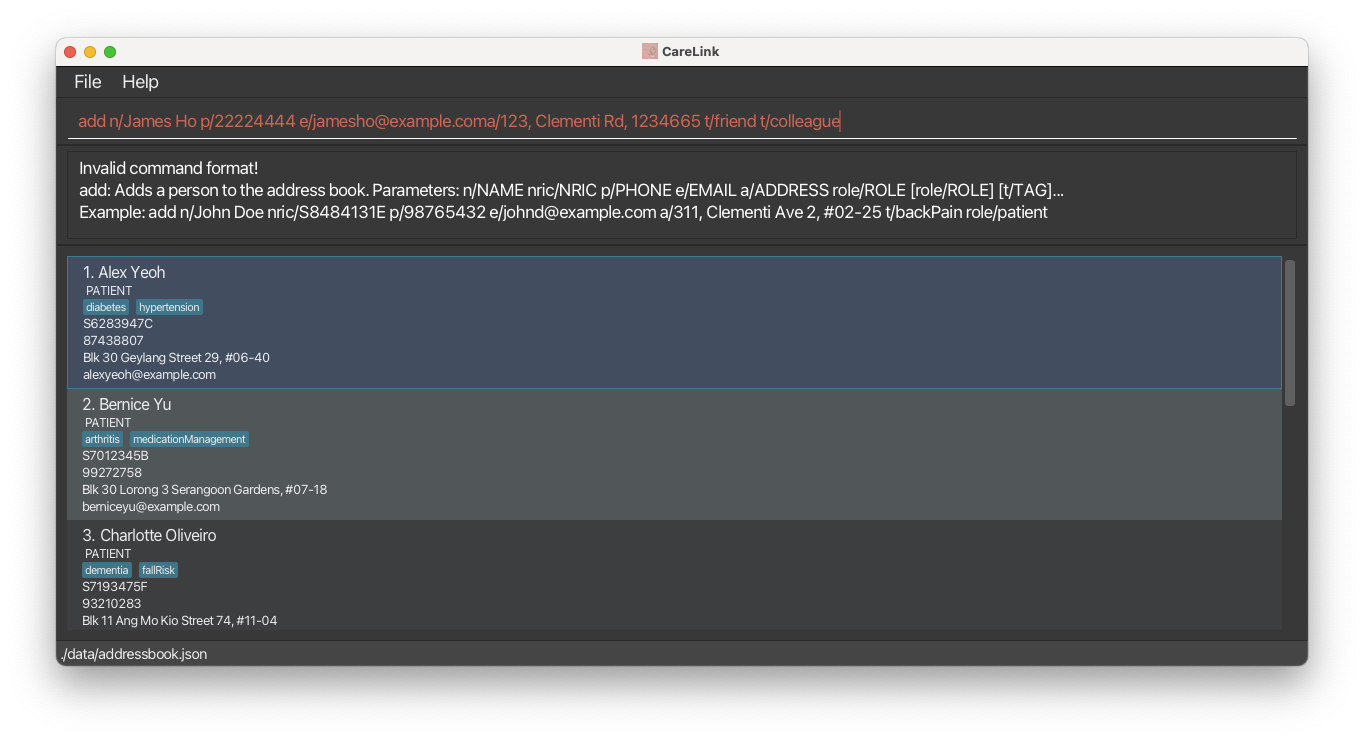 CareLink
File Help
add n/James Ho p/22224444 e/jamesho@example.coma/123, Clementi Rd, 1234665 t/friend t/colleague
Invalid command format!
add: Adds a person to the address book. Parameters: n/NAME nric/NRIC p/PHONE e/EMAIL a/ADDRESS role/ROLE [role/ROLE] [t/TAG]...
Example: add n/John Doe nric/S8484131E p/98765432 e/johnd@example.com a/311, Clementi Ave 2, #02-25 t/backPain role/patient
1. Alex Yeoh
PATIENT
diabetes hypertension
S6283947C
87438807
Blk 30 Geylang Street 29, #06-40
alexyeoh@example.com
2. Bernice Yu
PATIENT
arthritis medicationManagement
S7012345B
99272758
Blk 30 Lorong 3 Serangoon Gardens, #07-18
berniceyu@example.com
3. Charlotte Oliveiro
PATIENT
dementia fallRisk
S7193475F
93210283
Blk 11 Ang Mo Kio Street 74, #11-04
./data/addressbook.json